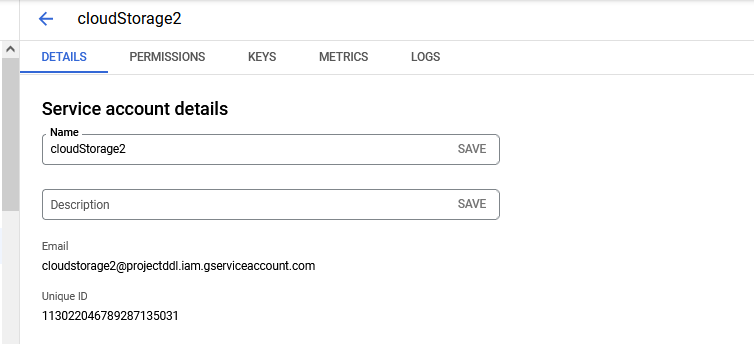 cloudStorage2
DETAILS PERMISSIONS KEYS METRICS LOGS
Service account details
Name
cloudStorage2 SAVE
Description SAVE
Email
cloudstorage2@projectddl.iam.gserviceaccount.com
Unique ID
113022046789287135031